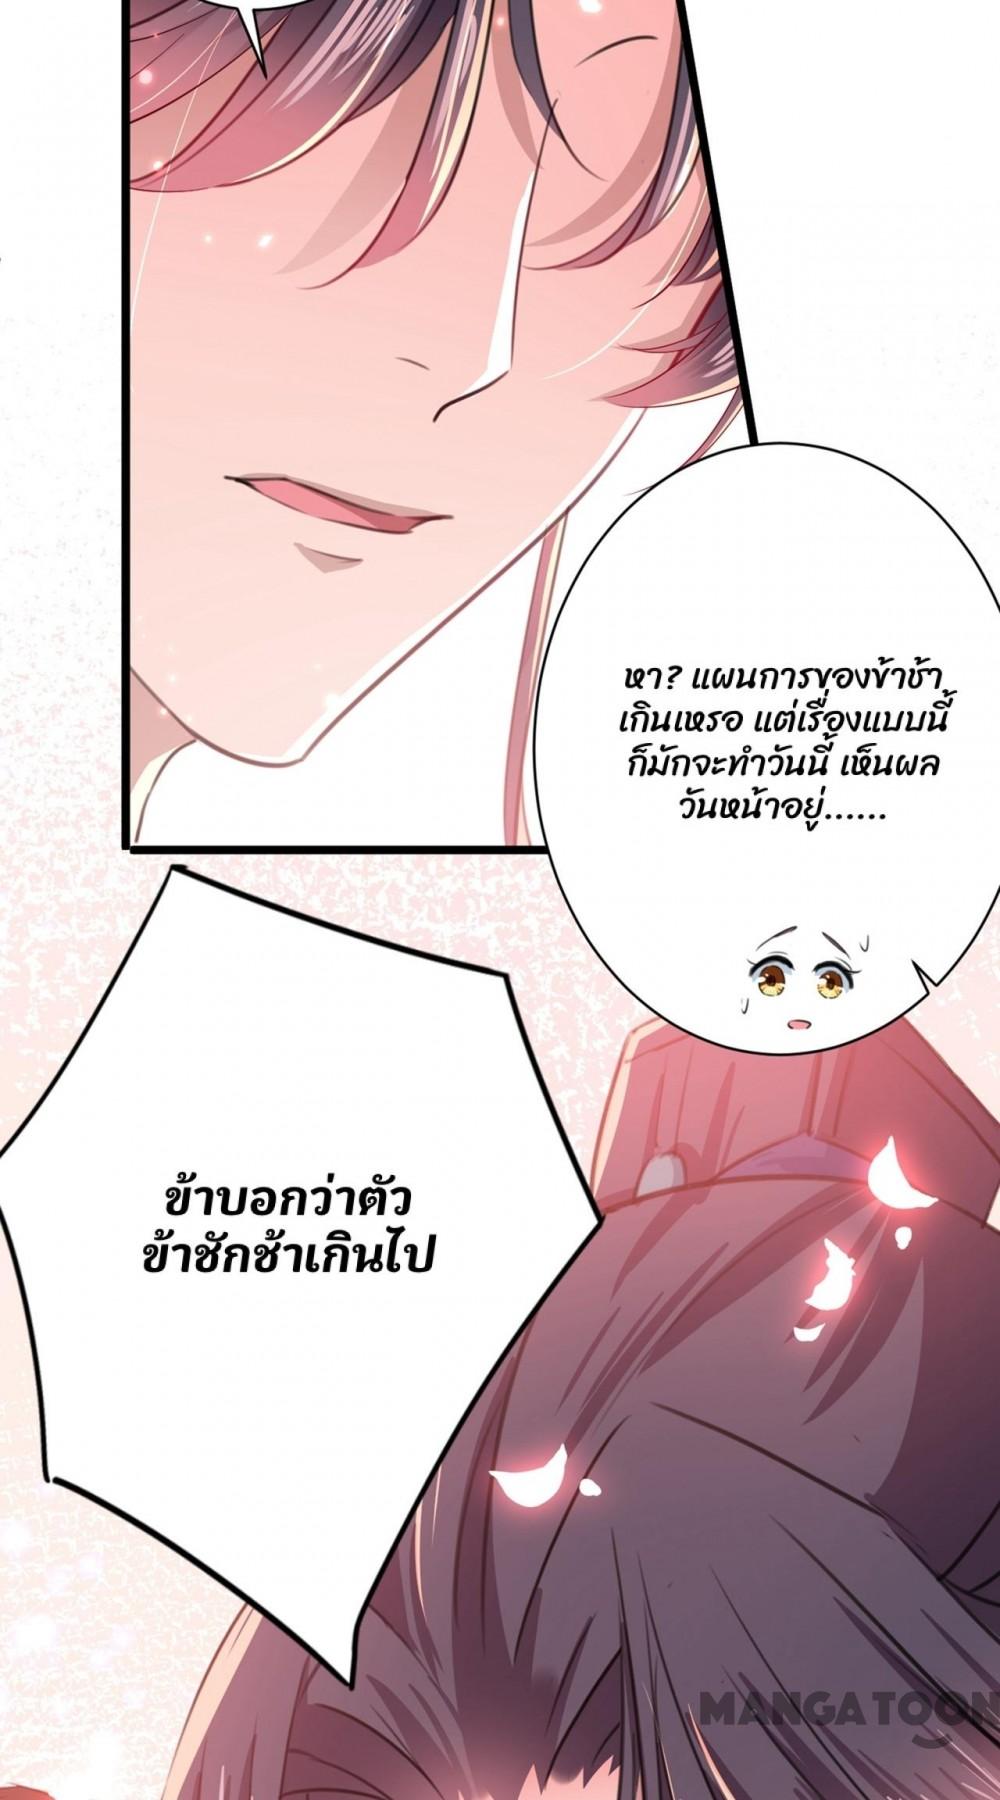 หา? แผนการของข้าช้า
เกินเหรอ แต่เรื่องแบบนี้
ก็มักจะทำวันนี้ เห็นผล
วันหน้าอยู่......
ข้าบอกว่าตัว
ข้าชักช้าเกินไป
MANGATOON